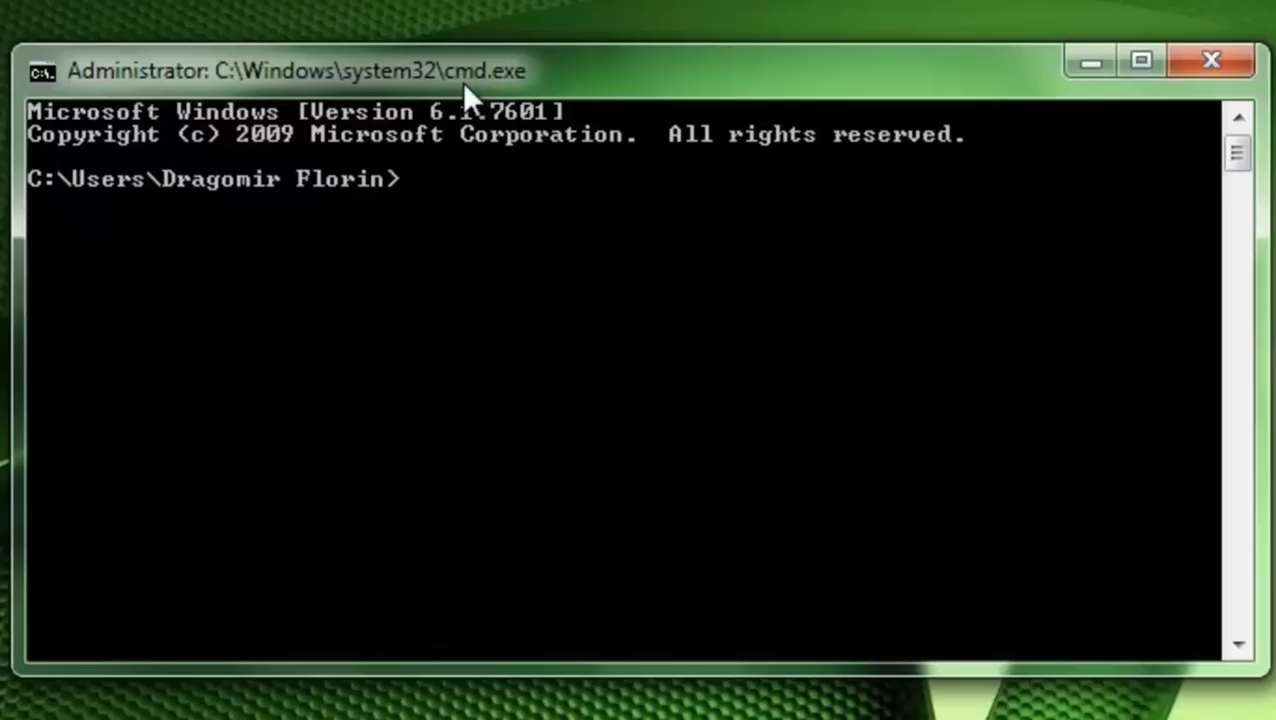 Administrator: C:\Windows\system32\cmd.exe
Microsoft Windows [Version 6.1.7601]
Copyright (c) 2009 Microsoft Corporation.  All rights reserved.
C:\Users\Dragomir Florin>